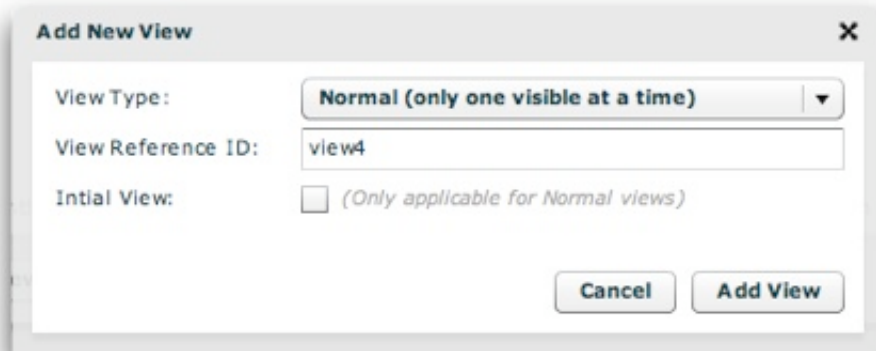 Add New View
View Type: Normal (only one visible at a time)
View Reference ID: view4
Intial View: (Only applicable for Normal views)
Cancel Add View